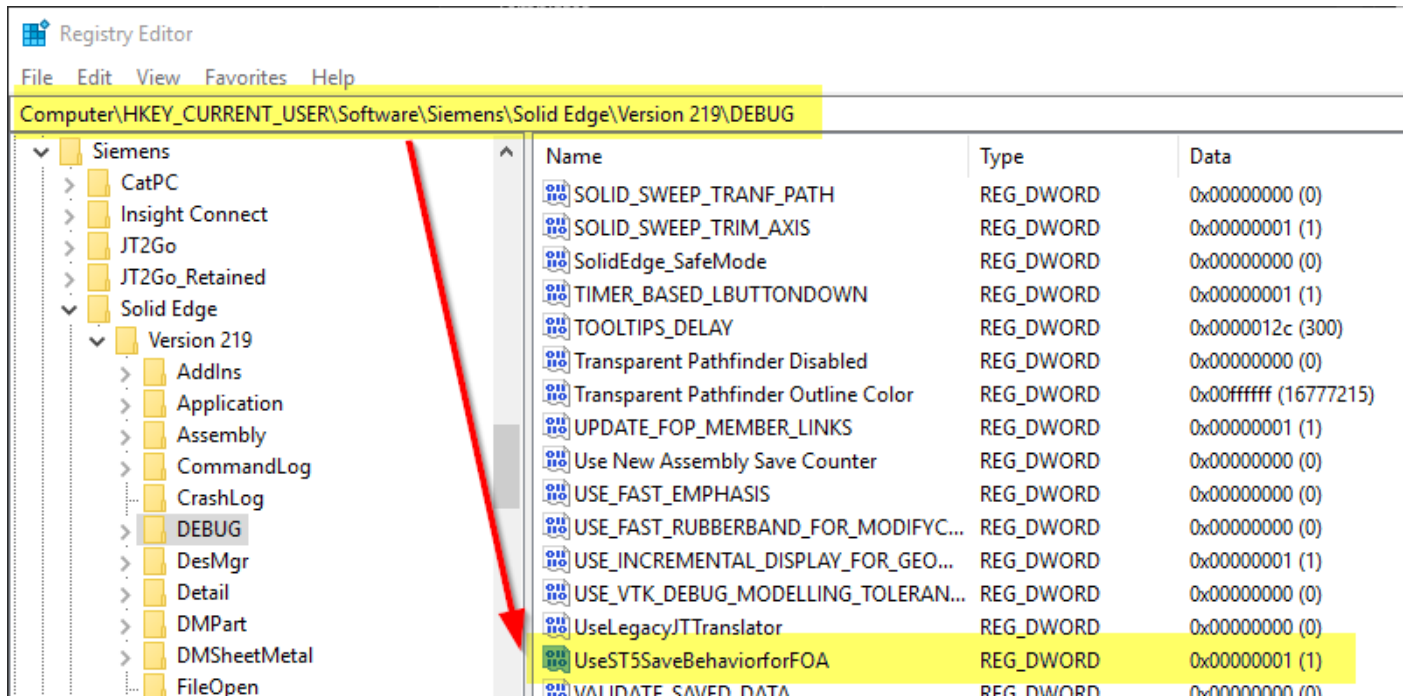 Registry Editor
File Edit View Favorites Help
Computer\HKEY_CURRENT_USER\Software\Siemens\Solid Edge\Version 219\DEBUG
Siemens
CatPC
Insight Connect
JT2Go
JT2Go_Retained
Solid Edge
Version 219
AddIns
Application
Assembly
CommandLog
CrashLog
DEBUG
DesMgr
Detail
DMPart
DMSheetMetal
FileOpen
Name Type Data
SOLID_SWEEP_TRANF_PATH REG_DWORD 0x00000000 (0)
SOLID_SWEEP_TRIM_AXIS REG_DWORD 0x00000001 (1)
SolidEdge_SafeMode REG_DWORD 0x00000000 (0)
TIMER_BASED_LBUTTONDOWN REG_DWORD 0x00000001 (1)
TOOLTIPS_DELAY REG_DWORD 0x0000012c (300)
Transparent Pathfinder Disabled REG_DWORD 0x00000000 (0)
Transparent Pathfinder Outline Color REG_DWORD 0x00ffffff (16777215)
UPDATE_FOP_MEMBER_LINKS REG_DWORD 0x00000001 (1)
Use New Assembly Save Counter REG_DWORD 0x00000000 (0)
USE_FAST_EMPHASIS REG_DWORD 0x00000000 (0)
USE_FAST_RUBBERBAND_FOR_MODIFYC... REG_DWORD 0x00000000 (0)
USE_INCREMENTAL_DISPLAY_FOR_GEO... REG_DWORD 0x00000001 (1)
USE_VTK_DEBUG_MODELLING_TOLERAN... REG_DWORD 0x00000000 (0)
UseLegacyJTTranslator REG_DWORD 0x00000000 (0)
UseST5SaveBehaviorforFOA REG_DWORD 0x00000001 (1)
VALIDATE_SAVED_DATA REG_DWORD 0x00000000 (0)